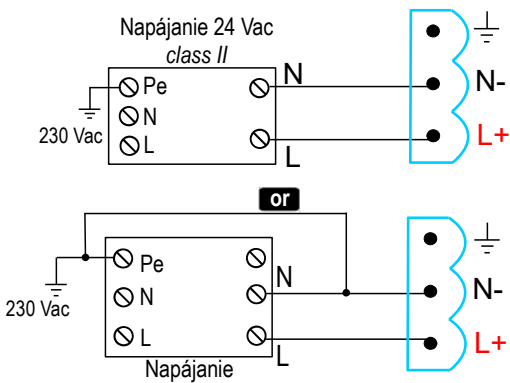 Napájanie 24 Vac
class II
Pe
N
L
230 Vac
N
L
N-
L+
or
Pe
N
L
230 Vac
N
L
N-
L+
Napájanie